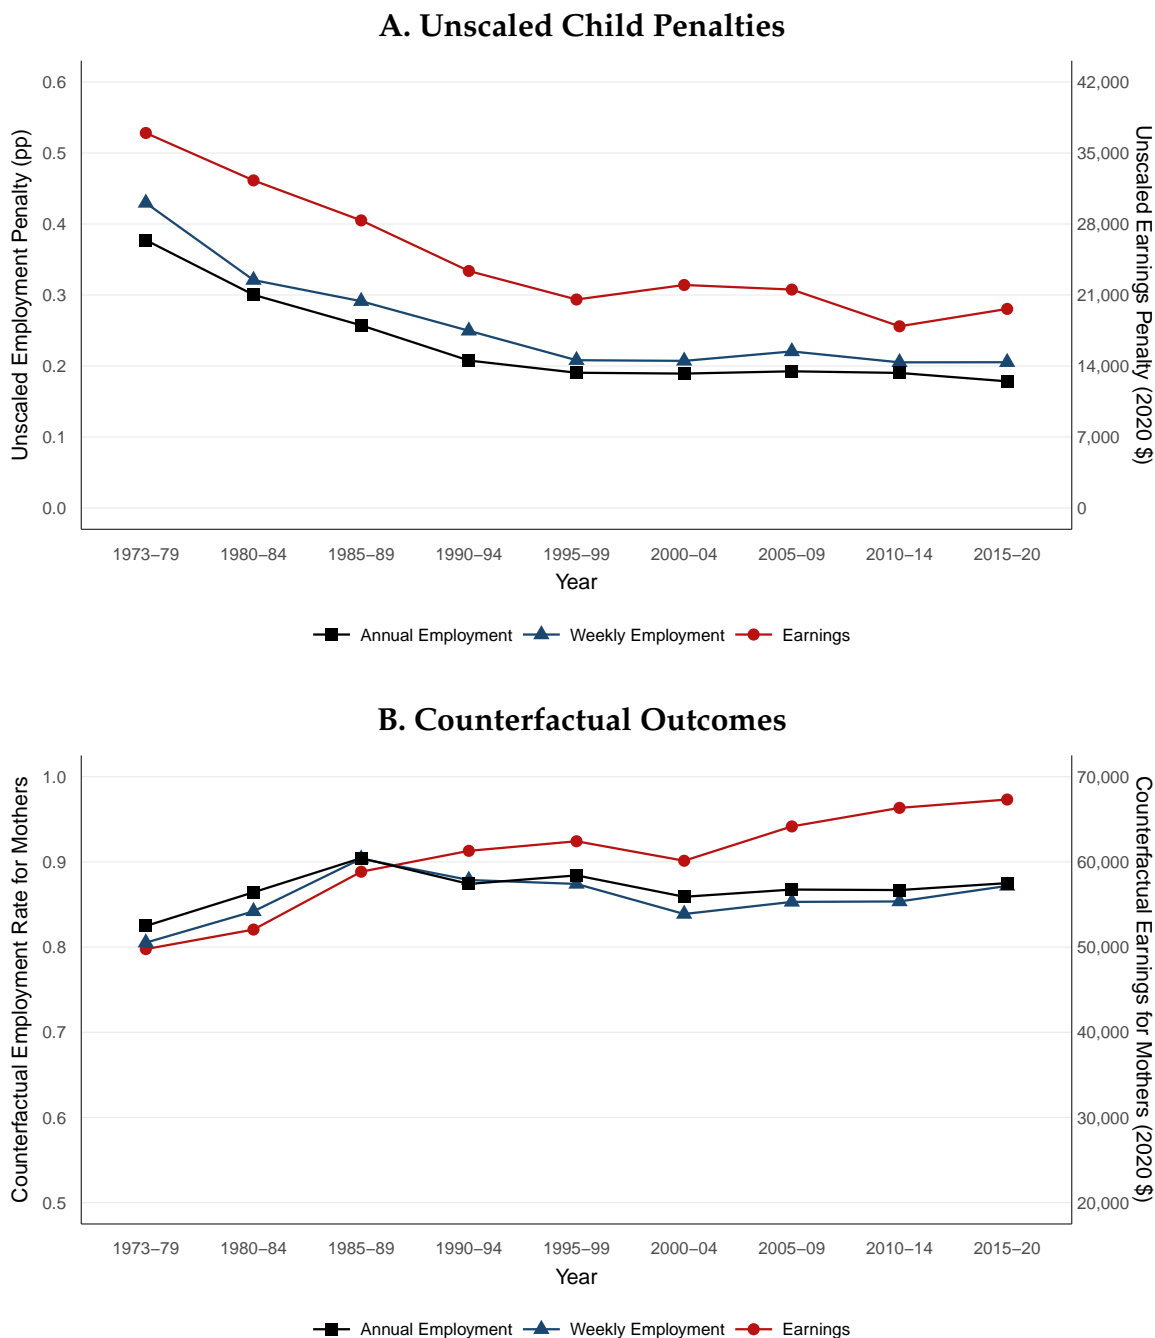 A. Unscaled Child Penalties
Unscaled Employment Penalty (pp)
0.6
0.5
0.4
0.3
0.2
0.1
0.0
42,000
35,000
28,000
21,000
14,000
7,000
0
Unscaled Earnings Penalty (2020 $)
1973–79 1980–84 1985–89 1990–94 1995–99 2000–04 2005–09 2010–14 2015–20
Year
Annual Employment Weekly Employment Earnings
B. Counterfactual Outcomes
Counterfactual Employment Rate for Mothers
1.0
0.9
0.8
0.7
0.6
0.5
70,000
60,000
50,000
40,000
30,000
20,000
Counterfactual Earnings for Mothers (2020 $)
1973–79 1980–84 1985–89 1990–94 1995–99 2000–04 2005–09 2010–14 2015–20
Year
Annual Employment Weekly Employment Earnings